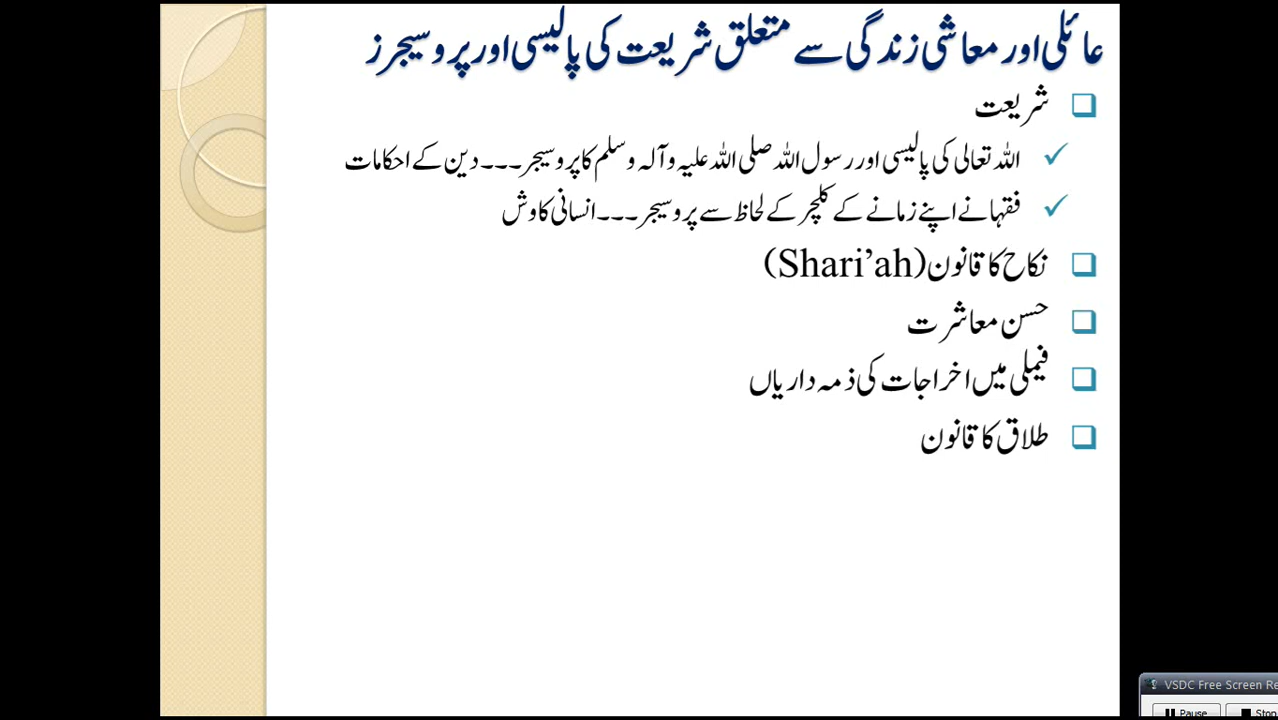 عائلی اور معاشی زندگی سے متعلق شریعت کی پالیسی اور پروسیجرز
شریعت
اللہ تعالی کی پالیسی اور رسول اللہ صلی اللہ علیہ وآلہ وسلم کا پروسیجر۔۔۔ دین کے احکامات
فقہا نے اپنے زمانے کے کلچر کے لحاظ سے پروسیجر۔۔۔ انسانی کاوش
نکاح کا قانون (Shari’ah)
حسن معاشرت
فیملی میں اخراجات کی ذمہ داریاں
طلاق کا قانون
VSDC Free Screen Re
Pause Stop